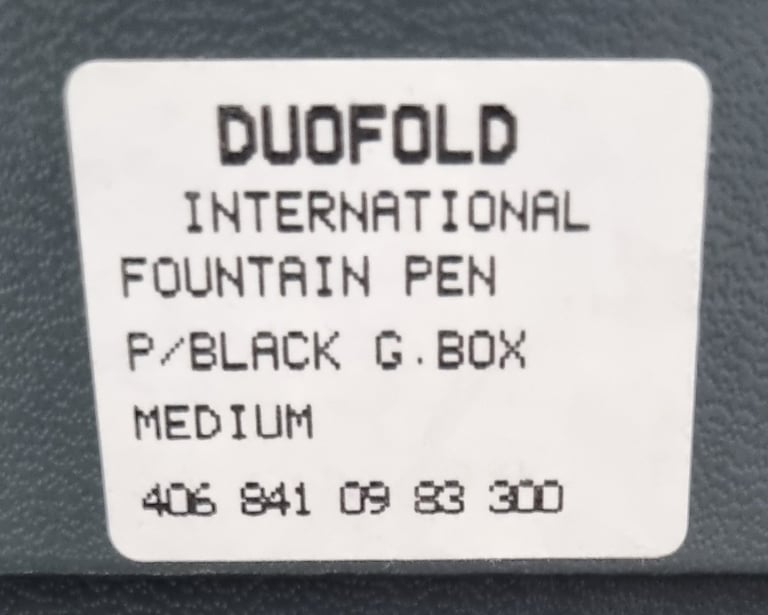 DUOFOLD
INTERNATIONAL
FOUNTAIN PEN
P/BLACK G.BOX
MEDIUM
406 841 09 83 300